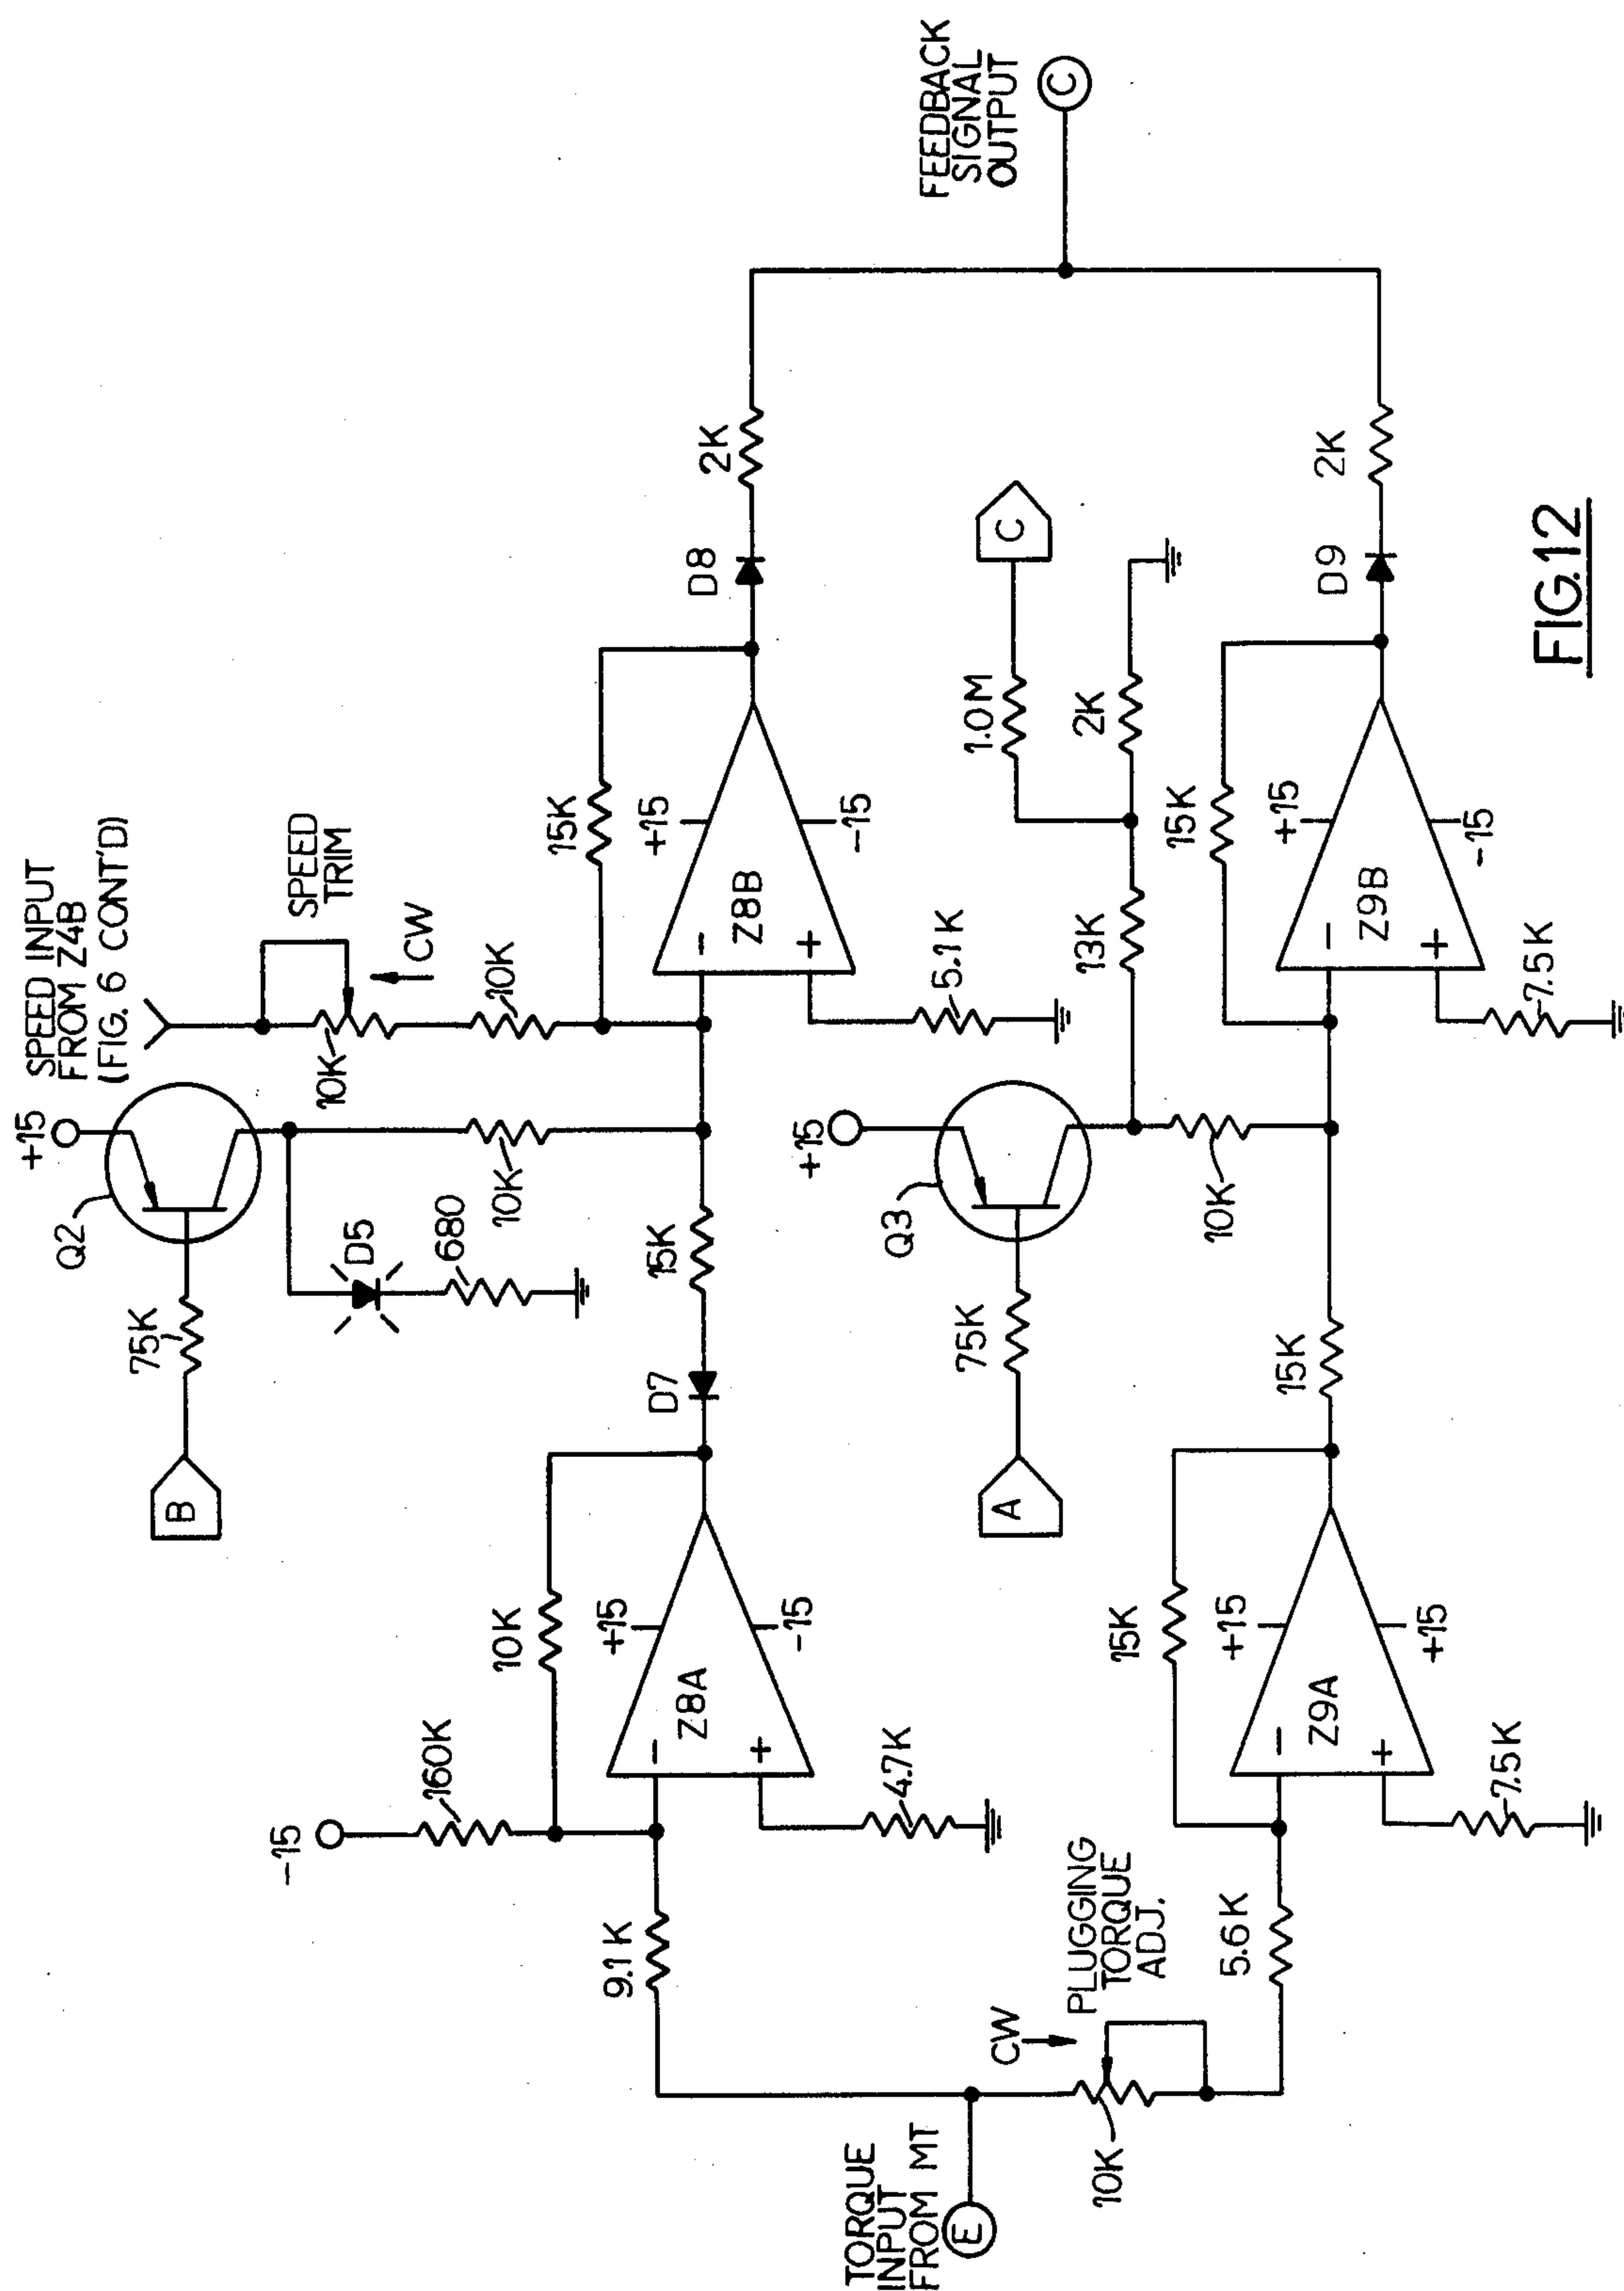 TORQUE
INPUT
FROM MT
E
10K
CW
PLUGGING
TORQUE
ADJ.
9.1K
-15
160K
10K
+15
Z8A
-15
4.7K
5.6K
15K
+15
Z9A
+15
7.5K
B
75K
Q2
+15
D5
680
10K
D7
15K
SPEED INPUT
FROM Z4B
(FIG. 6 CONT'D)
10K
SPEED
TRIM
CW
10K
15K
+15
Z8B
-15
5.1K
D8
2K
A
75K
Q3
+15
10K
15K
13K
1.0M
2K
C
15K
+15
Z9B
-15
7.5K
D9
2K
FEEDBACK
SIGNAL
OUTPUT
C
FIG.12